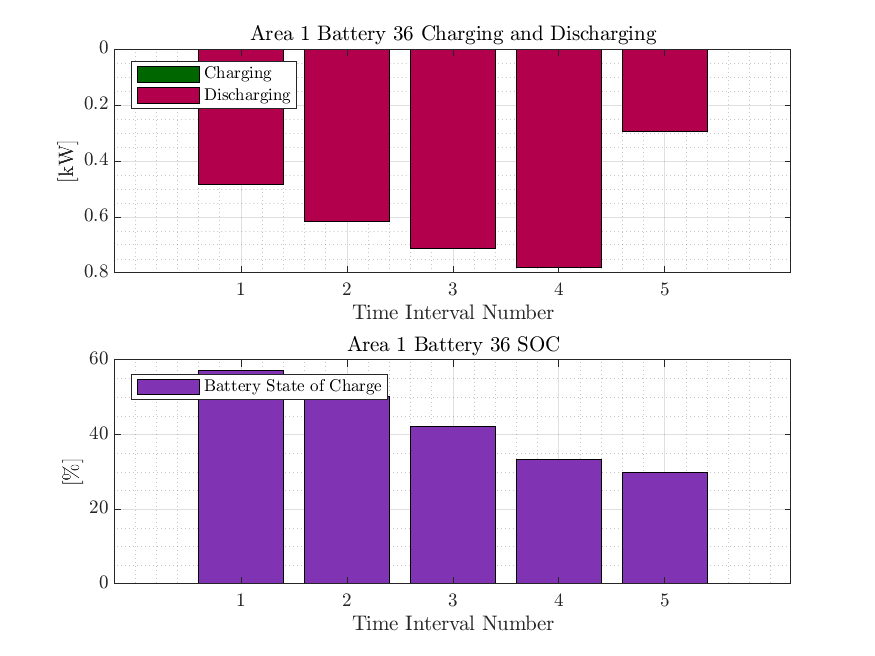 Area 1 Battery 36 Charging and Discharging
0
Charging
Discharging
0.2
0.4
0.6
0.8
[kW]
1 2 3 4 5
Time Interval Number
Area 1 Battery 36 SOC
60
Battery State of Charge
40
20
0
[%]
1 2 3 4 5
Time Interval Number